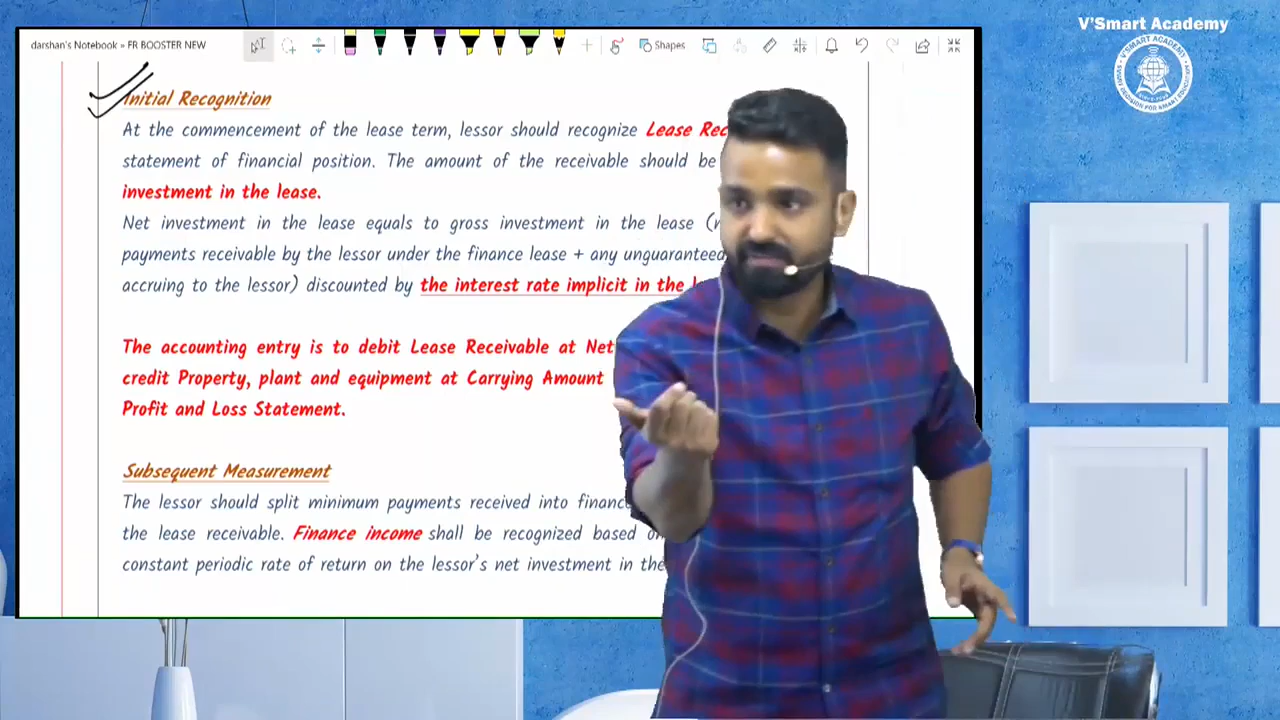 V'Smart Academy
darshan's Notebook » FR BOOSTER NEW
Shapes
Initial Recognition
At the commencement of the lease term, lessor should recognize Lease Rec
statement of financial position. The amount of the receivable should be
investment in the lease.
Net investment in the lease equals to gross investment in the lease (
payments receivable by the lessor under the finance lease + any unguaranteed
accruing to the lessor) discounted by the interest rate implicit in the
The accounting entry is to debit Lease Receivable at Net
credit Property, plant and equipment at Carrying Amount
Profit and Loss Statement.
Subsequent Measurement
The lessor should split minimum payments received into financ
the lease receivable. Finance income shall be recognized based on
constant periodic rate of return on the lessor's net investment in the